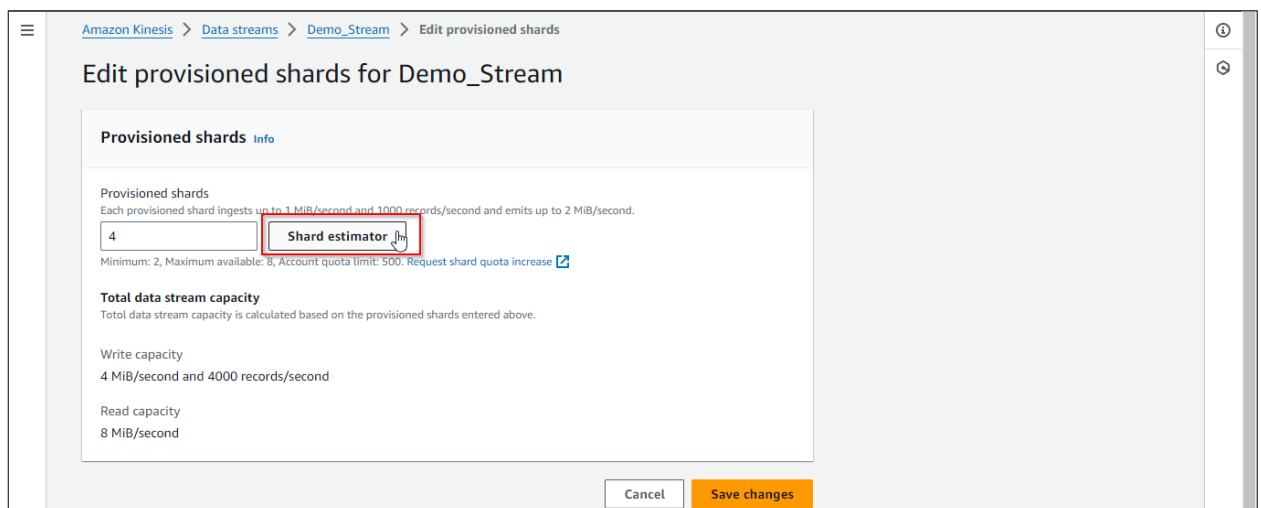 Amazon Kinesis > Data streams > Demo_Stream > Edit provisioned shards
Edit provisioned shards for Demo_Stream
Provisioned shards Info
Provisioned shards
Each provisioned shard ingests up to 1 MiB/second and 1000 records/second and emits up to 2 MiB/second.
4 Shard estimator
Minimum: 2, Maximum available: 8, Account quota limit: 500. Request shard quota increase
Total data stream capacity
Totol data stream capacity is calculated based on the provisioned shards entered above.
Write capacity
4 MiB/second and 4000 records/second
Read capacity
8 MiB/second
Cancel Save changes